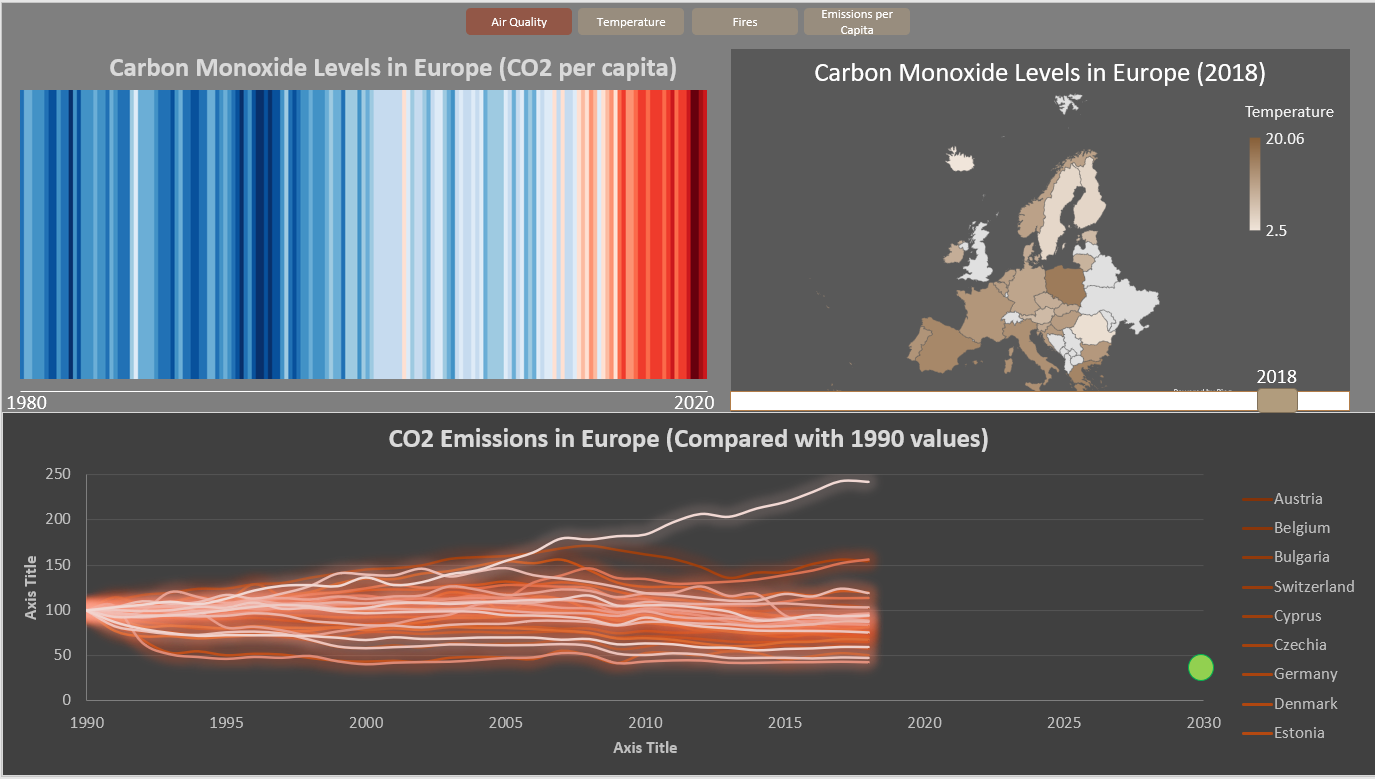 Air Quality
Temperature
Fires
Emissions per
Capita
Carbon Monoxide Levels in Europe (CO2 per capita)
1980
2020
Carbon Monoxide Levels in Europe (2018)
Temperature
20.06
2.5
2018
CO2 Emissions in Europe (Compared with 1990 values)
Axis Title
250
200
150
100
50
0
1990
1995
2000
2005
2010
2015
2020
2025
2030
Axis Title
Austria
Belgium
Bulgaria
Switzerland
Cyprus
Czechia
Germany
Denmark
Estonia